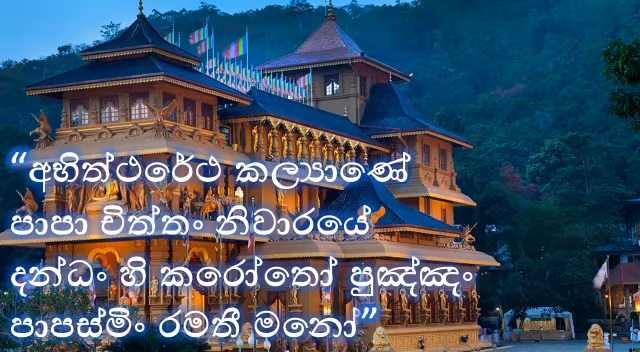 “අභිත්ථරේථ කල්‍යාණේ
පාපා චිත්තං නිවාරයේ
දන්ධං හි කරෝතෝ පුඤ්ඤං
පාපස්මිං රමතී මනෝ”